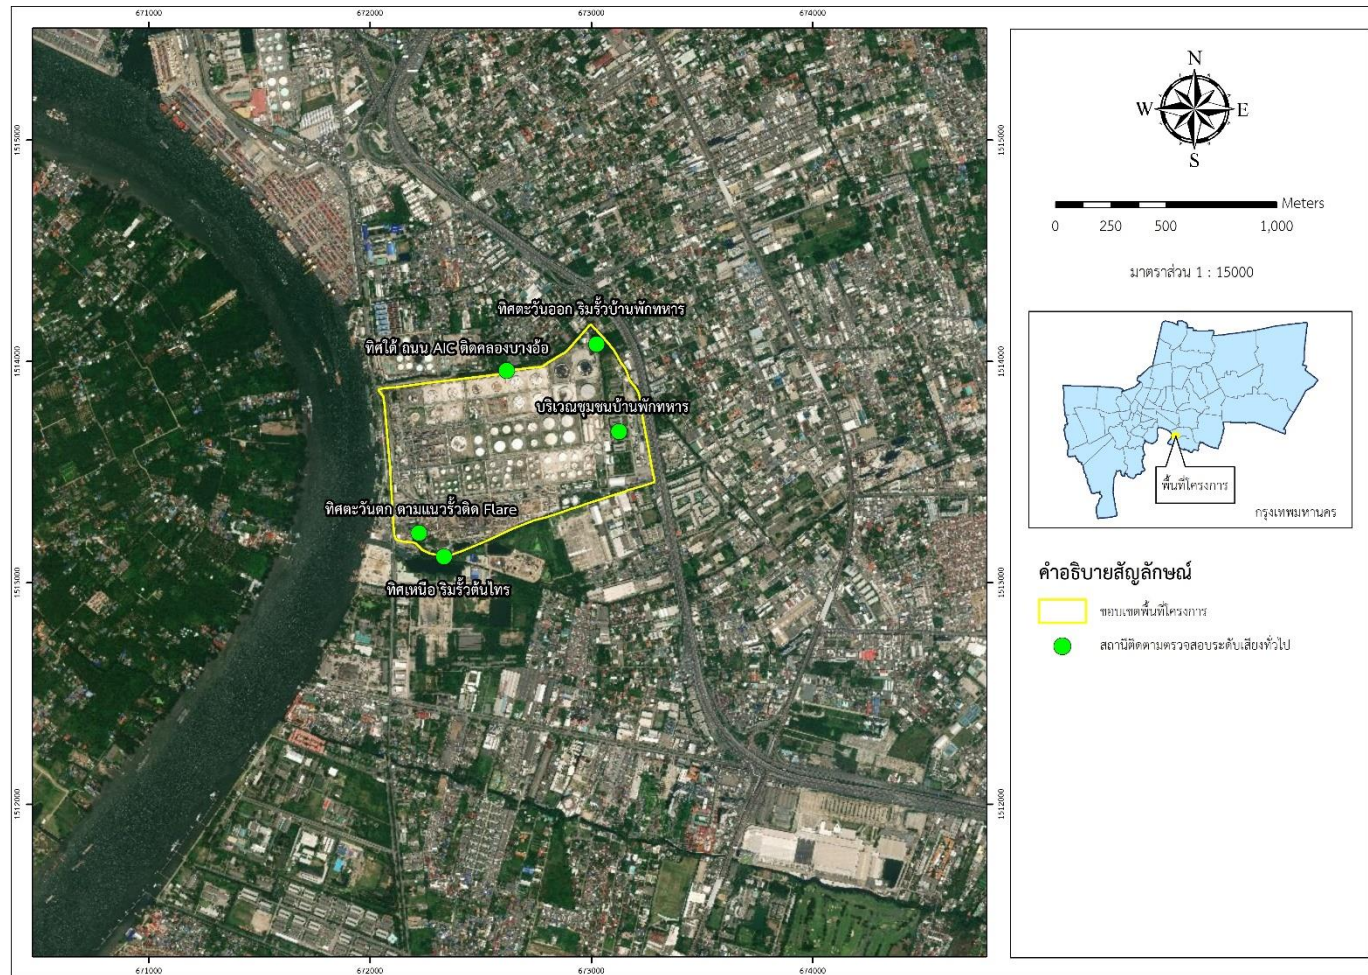 671000 672000 673000 674000
1515000 1515000
1514000 1514000
1513000 1513000
1512000 1512000
671000 672000 673000 674000
ทิศตะวันออก ริมรั้วบ้านพักทหาร
ทิศใต้ ถนน AIC ติดคลองบางอ้อ
บริเวณชุมชนบ้านพักทหาร
ทิศตะวันตก ตามแนวรั้วติด Flare
ทิศเหนือ ริมรั้วต้นไทร
N
W E
S
Meters
0 250 500 1,000
มาตราส่วน 1 : 15000
พื้นที่โครงการ
กรุงเทพมหานคร
คำอธิบายสัญลักษณ์
ขอบเขตพื้นที่โครงการ
สถานีติดตามตรวจสอบระดับเสียงทั่วไป